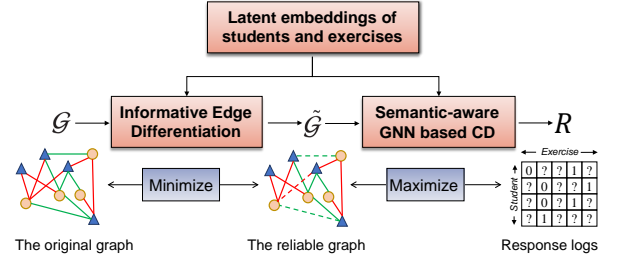 Latent embeddings of
students and exercises
G
Informative Edge
Differentiation
G̃
Semantic-aware
GNN based CD
R
Minimize
Maximize
Exercise
Student
0 ? ? 1 ?
? 0 ? ? 1
? 0 ? 1 ?
? 1 ? ? ?
The original graph
The reliable graph
Response logs